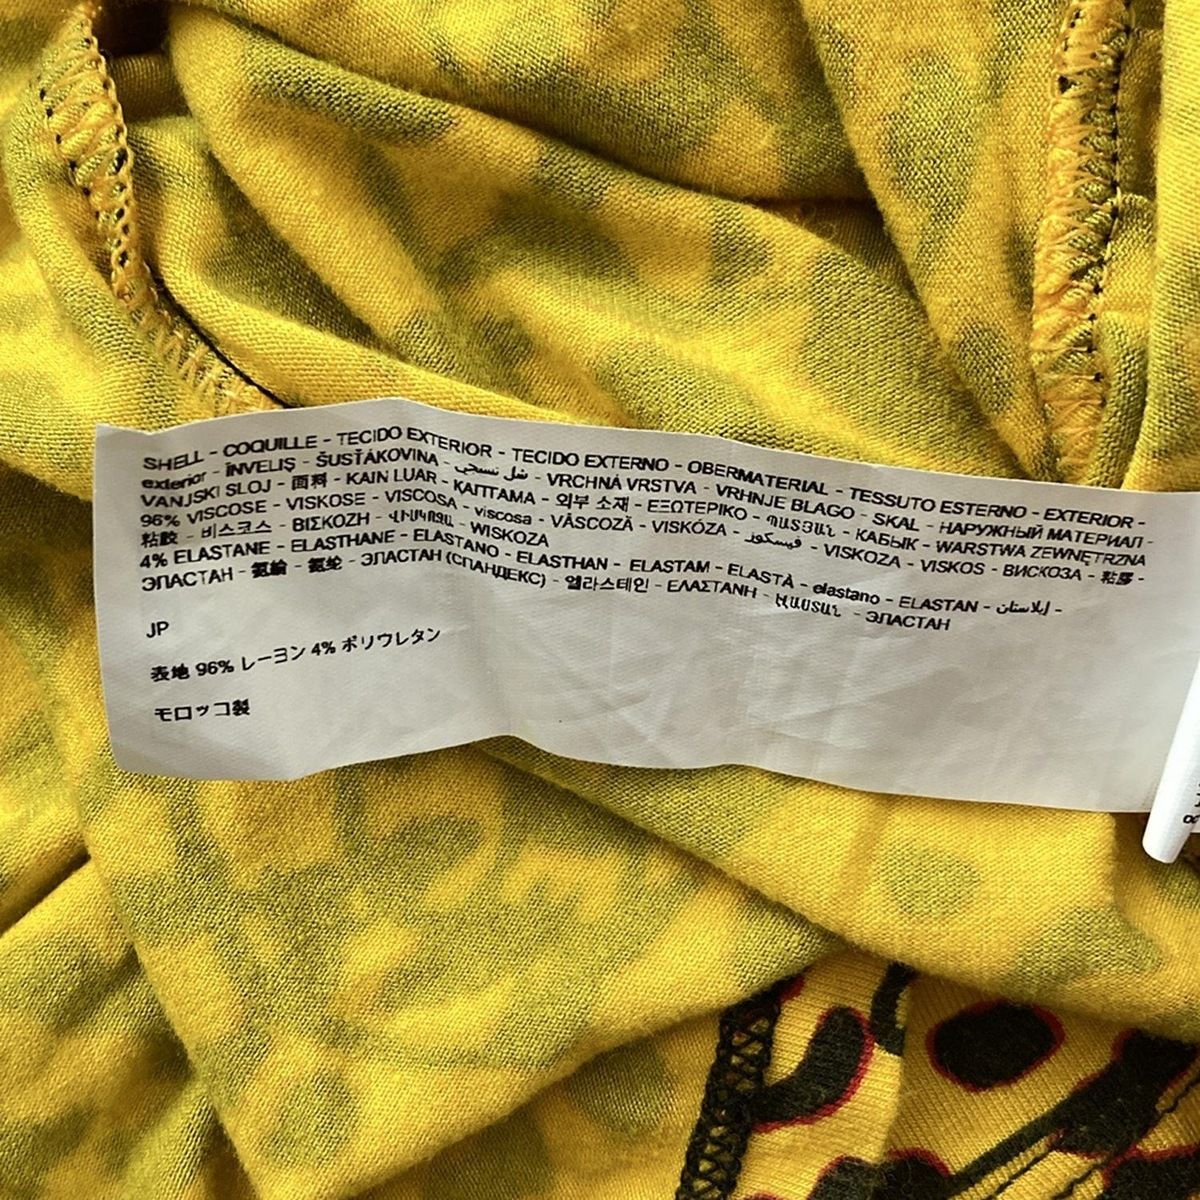 SHELL - COQUILLE - TECIDO EXTERIOR - TECIDO EXTERNO - OBERMATERIAL - TESSUTO ESTERNO - EXTERIOR -
exterior - ÎNVELIŞ - - VRCHNÁ VRSTVA - VRHNJE BLAGO - SKAL - НАРУЖНЫЙ МАТЕРИАЛ -
VANJSKI SLOJ - 面料 - KAIN LUAR - ҚАПТАМА - 외부 소재 - ΕΞΩΤΕΡΙΚΟ - - КАБЫК - WARSTWA ZEWNĘTRZNA
96% VISCOSE - VISKOSE - VISCOSA - viscosa - VÂSCOZĂ - VISKÓZA - فيسكوز - VISKOZA - VISKOS - ВИСКОЗА - 粘膠 -
粘胶 - 비스코스 - ΒΙΣΚΟΖΗ - - WISKOZA
4% ELASTANE - ELASTHANE - ELASTANO - ELASTHAN - ELASTAM - ELASTÀ - elastano - ELASTAN - إيلاستان -
ЭЛАСТАН - 氨綸 - 氨纶 - ЭЛАСТАН (СПАНДЕКС) - 엘라스테인 - ΕΛΑΣΤΑΝΗ - - ЭЛАСТАН
JP
表地 96% レーヨン 4% ポリウレタン
モロッコ製